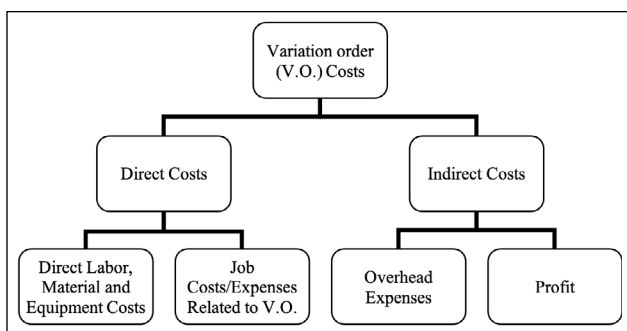 Variation order
(V.O.) Costs
Direct Costs
Indirect Costs
Direct Labor,
Material and
Equipment Costs
Job
Costs/Expenses
Related to V.O.
Overhead
Expenses
Profit